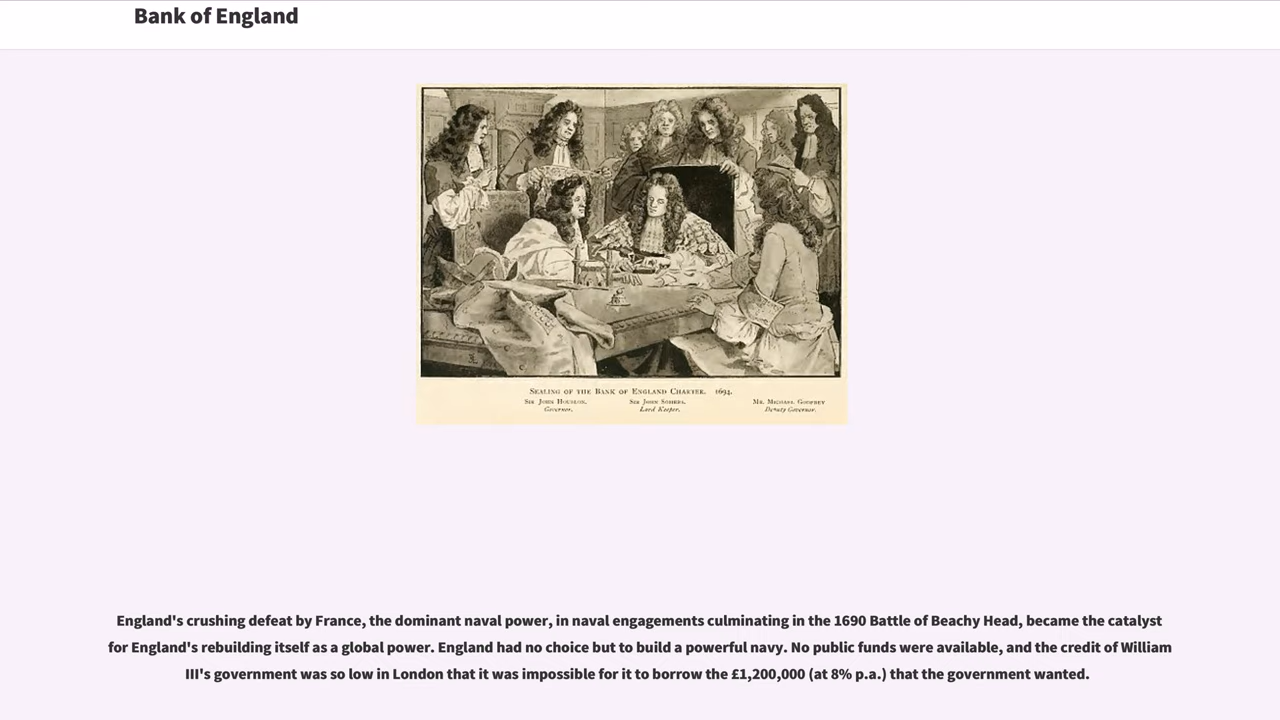 Bank of England
SEALING OF THE BANK OF ENGLAND CHARTER. 1694.
SIR JOHN HOUBLON, SIR JOHN SOMERS, MR. MICHAEL GODFREY
Governor. Lord Keeper. Deputy Governor.
England's crushing defeat by France, the dominant naval power, in naval engagements culminating in the 1690 Battle of Beachy Head, became the catalyst
for England's rebuilding itself as a global power. England had no choice but to build a powerful navy. No public funds were available, and the credit of William
III's government was so low in London that it was impossible for it to borrow the £1,200,000 (at 8% p.a.) that the government wanted.